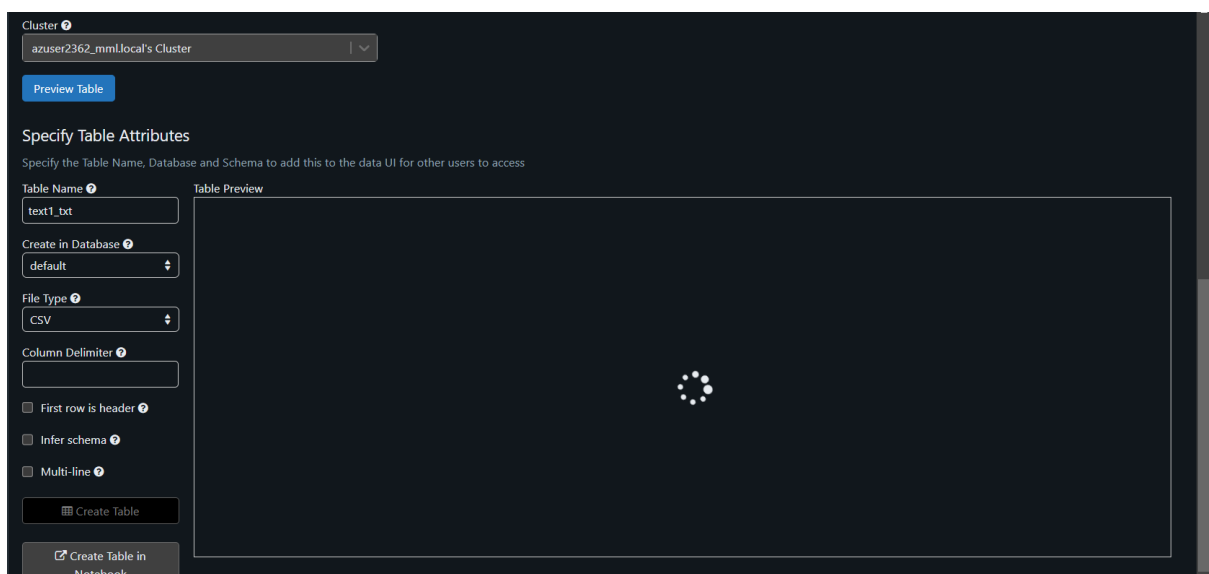 Cluster
azuser2362_mml.local's Cluster
Preview Table
Specify Table Attributes
Specify the Table Name, Database and Schema to add this to the data UI for other users to access
Table Name
Table Preview
text1_txt
Create in Database
default
File Type
CSV
Column Delimiter
First row is header
Infer schema
Multi-line
Create Table
Create Table in
Notebook